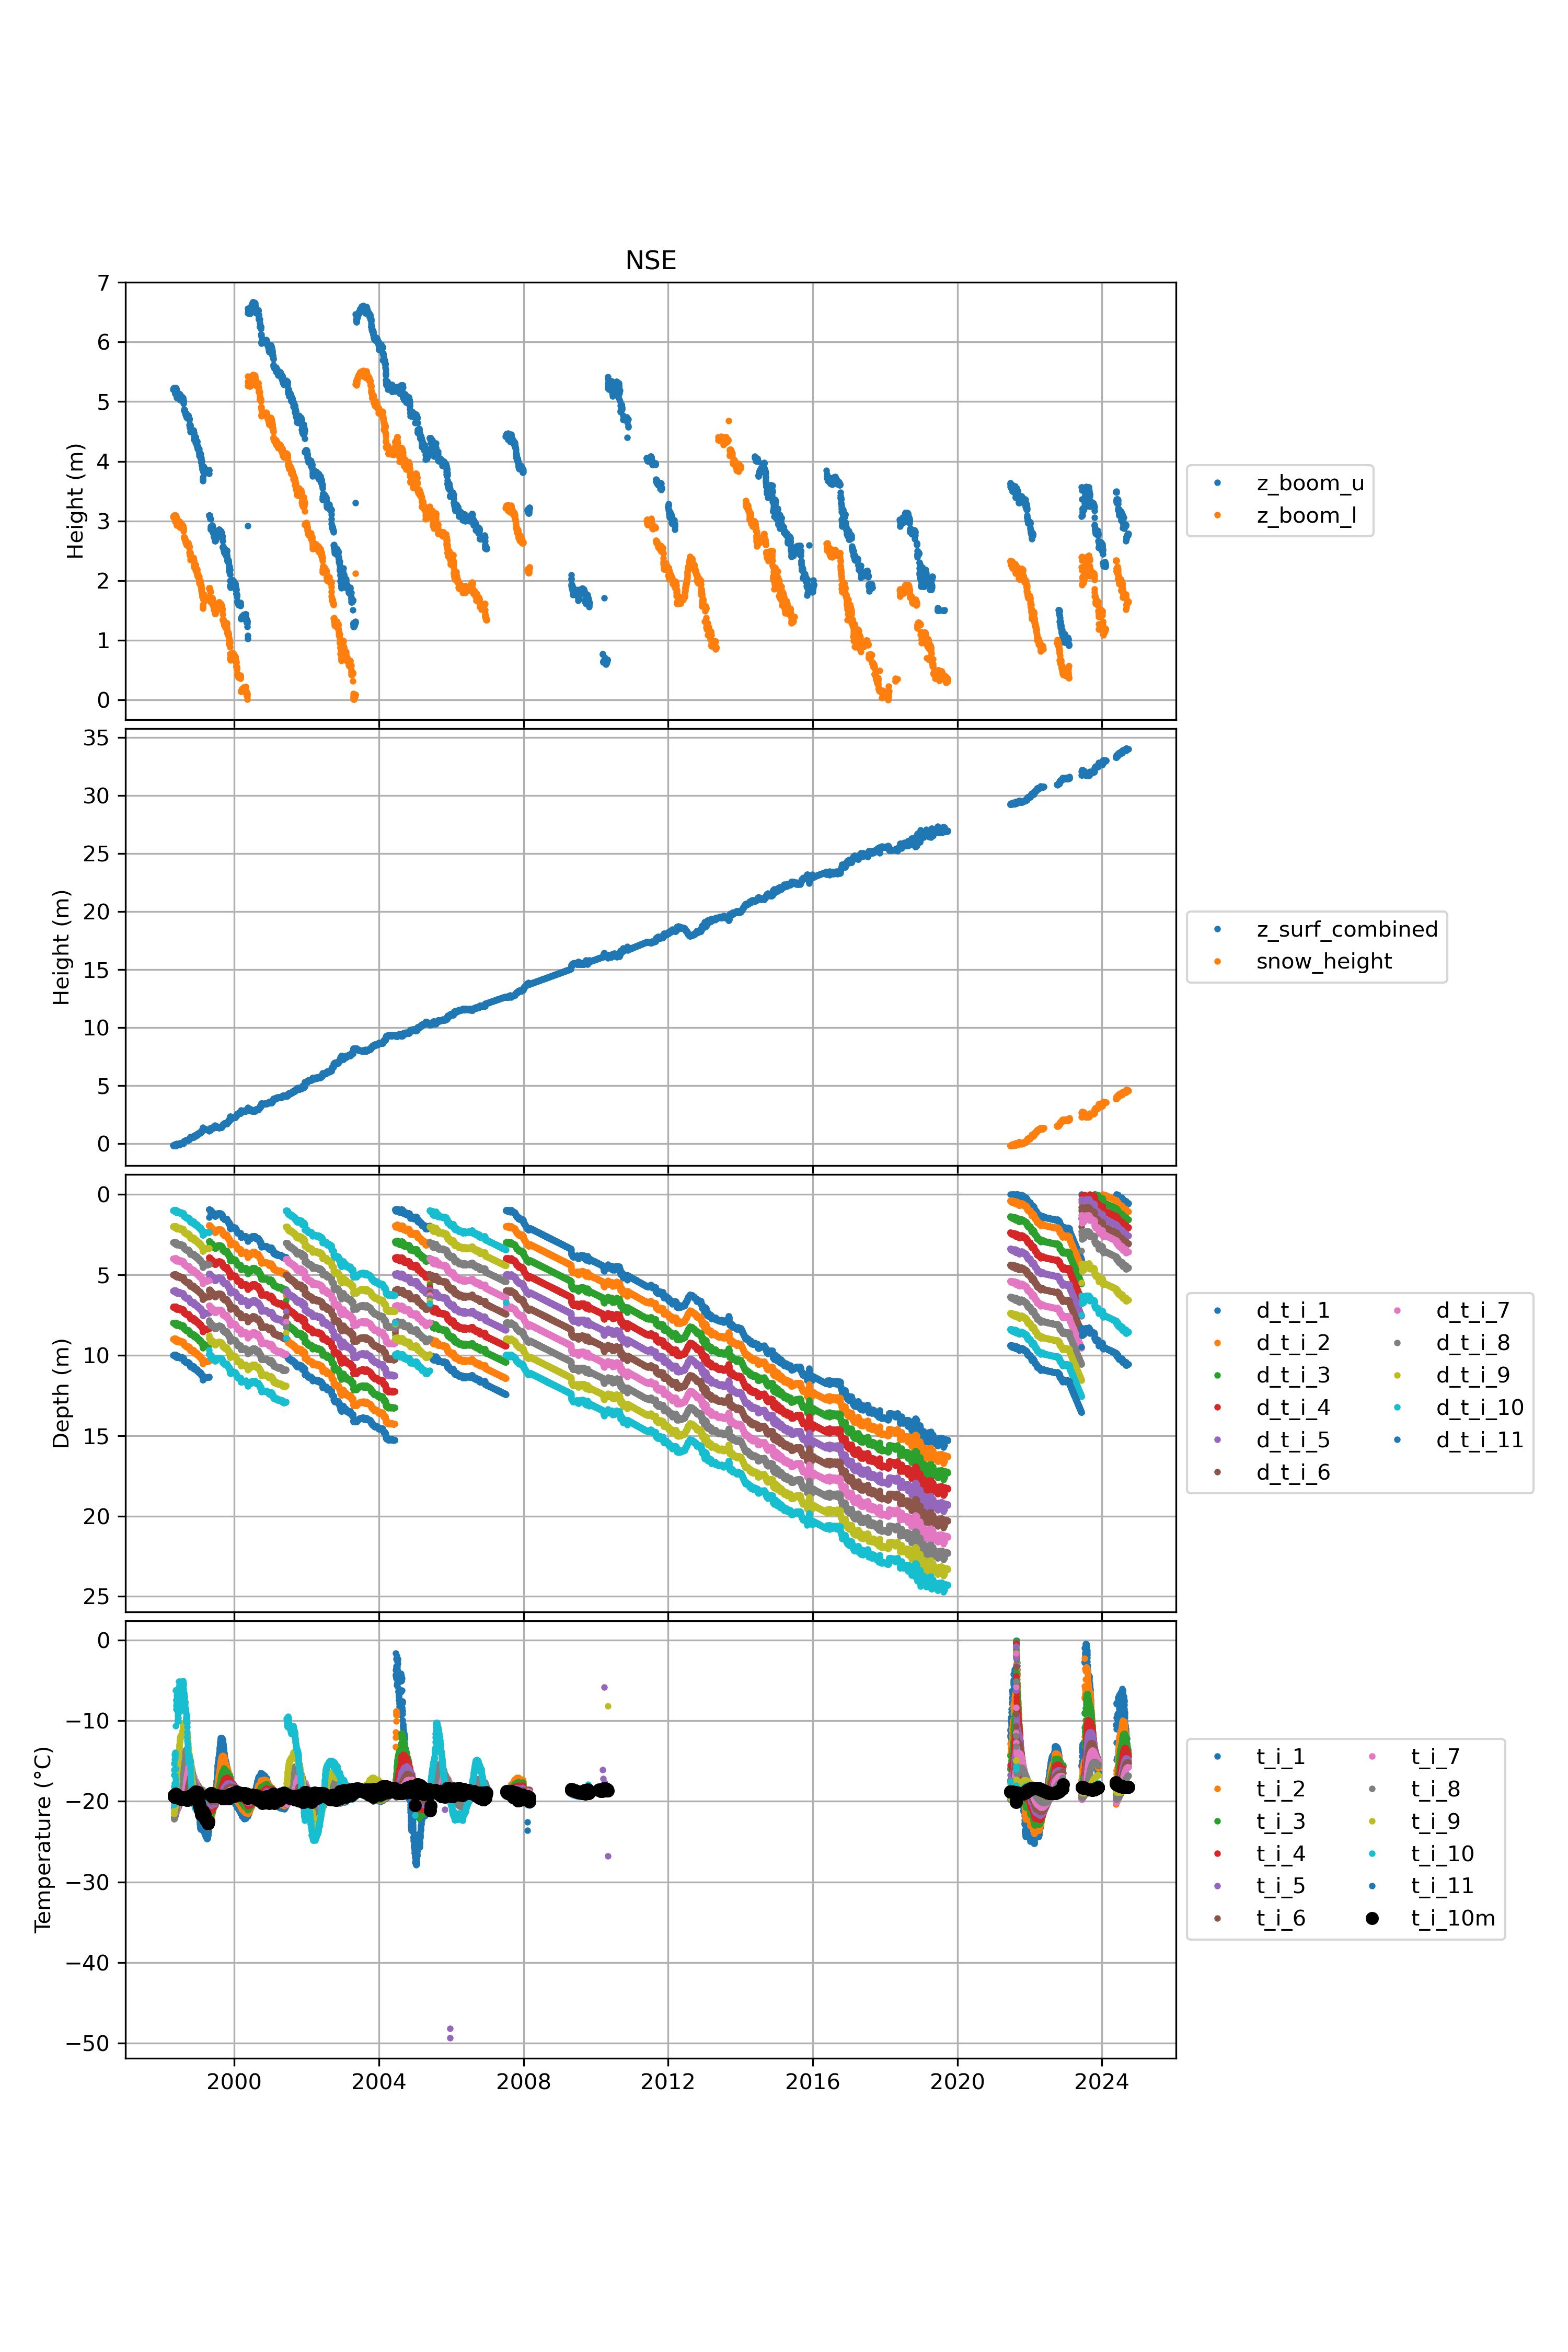 NSE
Height (m)
7
6
5
4
3
2
1
0
z_boom_u
z_boom_l
Height (m)
35
30
25
20
15
10
5
0
z_surf_combined
snow_height
Depth (m)
0
5
10
15
20
25
d_t_i_1
d_t_i_2
d_t_i_3
d_t_i_4
d_t_i_5
d_t_i_6
d_t_i_7
d_t_i_8
d_t_i_9
d_t_i_10
d_t_i_11
Temperature (°C)
0
−10
−20
−30
−40
−50
t_i_1
t_i_2
t_i_3
t_i_4
t_i_5
t_i_6
t_i_7
t_i_8
t_i_9
t_i_10
t_i_11
t_i_10m
2000 2004 2008 2012 2016 2020 2024